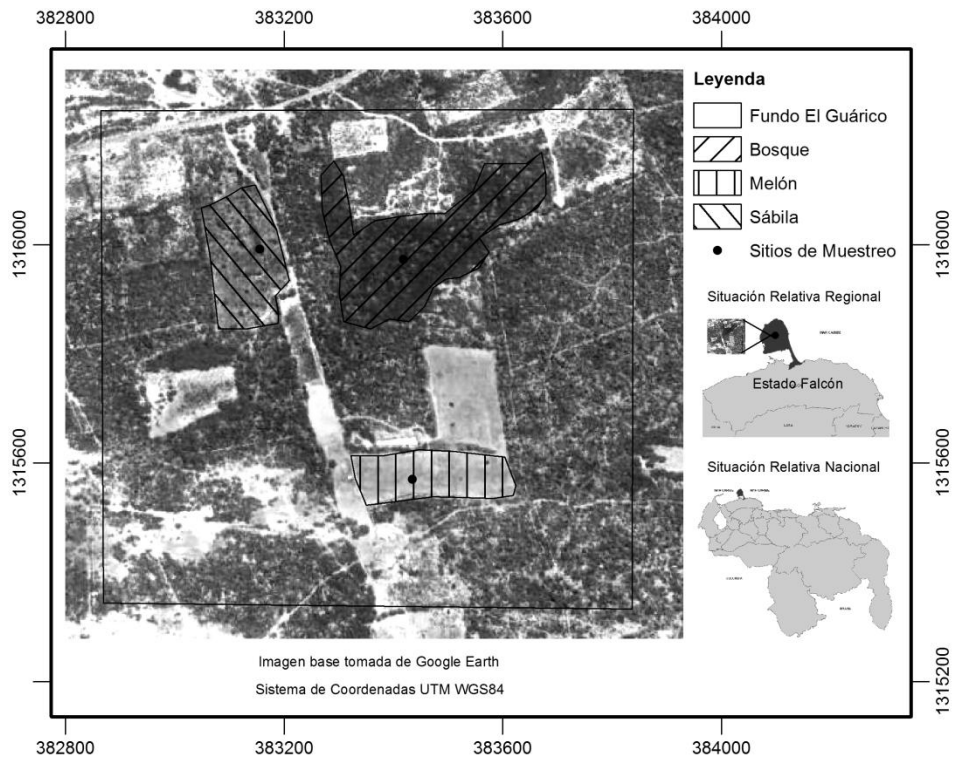 382800 383200 383600 384000
Leyenda
Fundo El Guárico
Bosque
Melón
Sábila
Sitios de Muestreo
1316000
1316000
Situación Relativa Regional
Estado Falcón
1315600
1315600
Situación Relativa Nacional
Imagen base tomada de Google Earth
Sistema de Coordenadas UTM WGS84
1315200
1315200
382800 383200 383600 384000